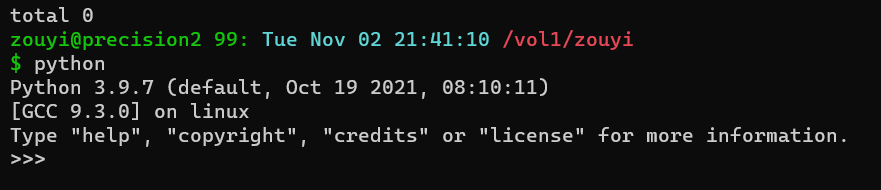 total 0
zouyi@precision2 99: Tue Nov 02 21:41:10 /vol1/zouyi
$ python
Python 3.9.7 (default, Oct 19 2021, 08:10:11)
[GCC 9.3.0] on linux
Type "help", "copyright", "credits" or "license" for more information.
>>>